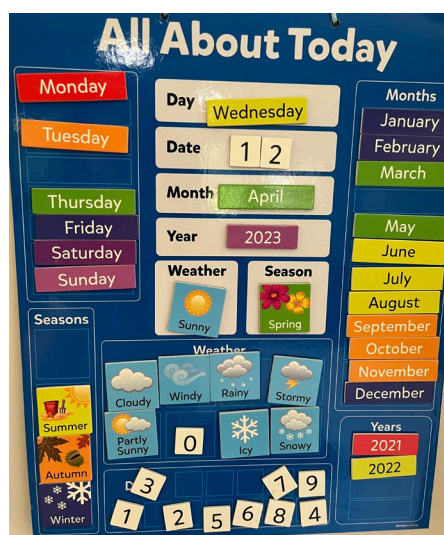 All About Today
Monday
Tuesday
Thursday
Friday
Saturday
Sunday
Day
Wednesday
Date
1 2
Month
April
Year
2023
Weather
Sunny
Season
Spring
Months
January
February
March
May
June
July
August
September
October
November
December
Seasons
Summer
Autumn
Winter
Weather
Cloudy
Windy
Rainy
Stormy
Partly
Sunny
0
Icy
Snowy
3
7 9
1 2 5 6 8 4
Years
2021
2022